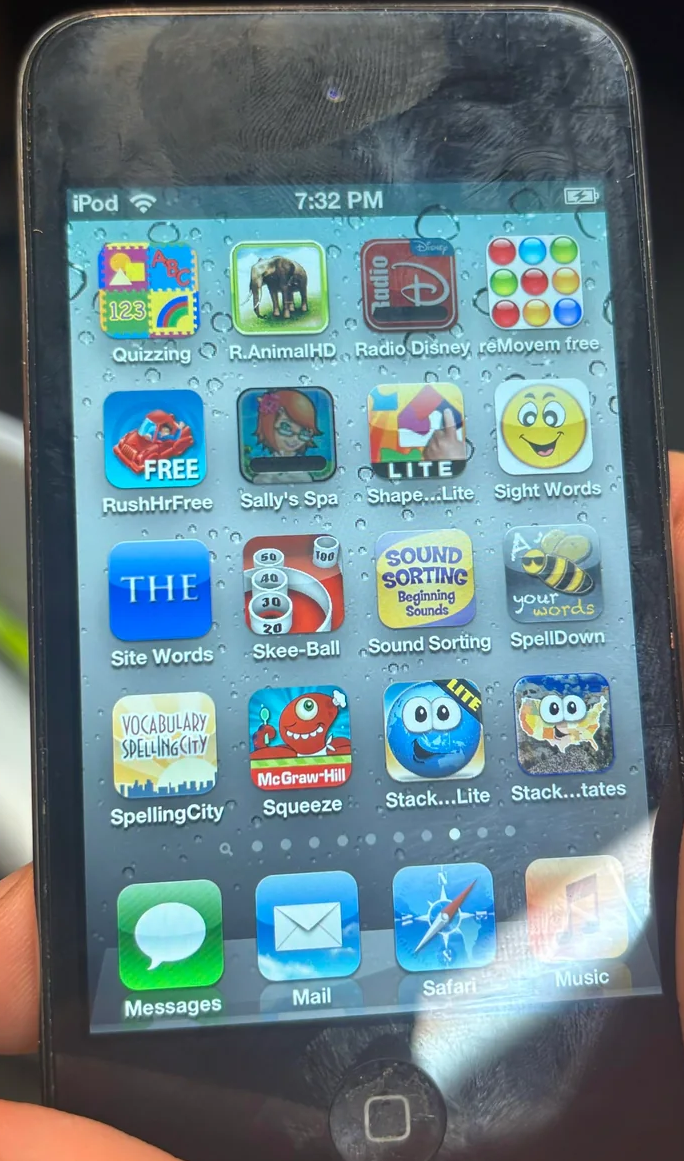 iPod 7:32 PM
ABC
123
Disney
Radio
D
Quizzing R.AnimalHD Radio Disney reMovem free
FREE
LITE
RushHrFree Sally's Spa Shape...Lite Sight Words
THE
50
100
40
30
20
SOUND
SORTING
Beginning
Sounds
A+
your
words
Site Words Skee-Ball Sound Sorting SpellDown
VOCABULARY
SPELLINGCITY
McGraw-Hill
LITE
SpellingCity Squeeze Stack...Lite Stack...tates
N
E
S
W
Messages Mail Safari Music